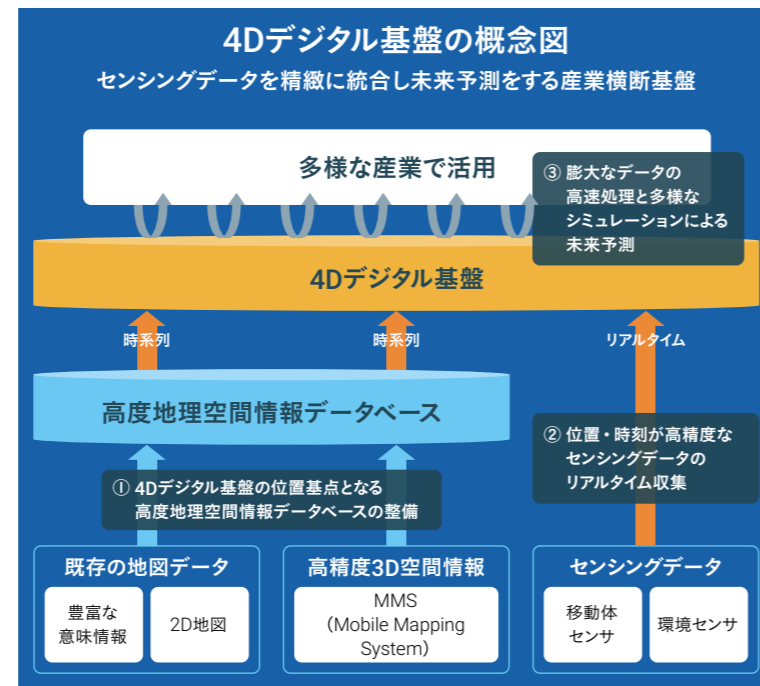 4Dデジタル基盤の概念図
センシングデータを精緻に統合し未来予測をする産業横断基盤
多様な産業で活用
③ 膨大なデータの
高速処理と多様な
シミュレーションによる
未来予測
4Dデジタル基盤
時系列
時系列
リアルタイム
高度地理空間情報データベース
② 位置・時刻が高精度な
センシングデータの
リアルタイム収集
① 4Dデジタル基盤の位置基点となる
高度地理空間情報データベースの整備
既存の地図データ
豊富な
意味情報
2D地図
高精度3D空間情報
MMS
（Mobile Mapping
System）
センシングデータ
移動体
センサ
環境センサ